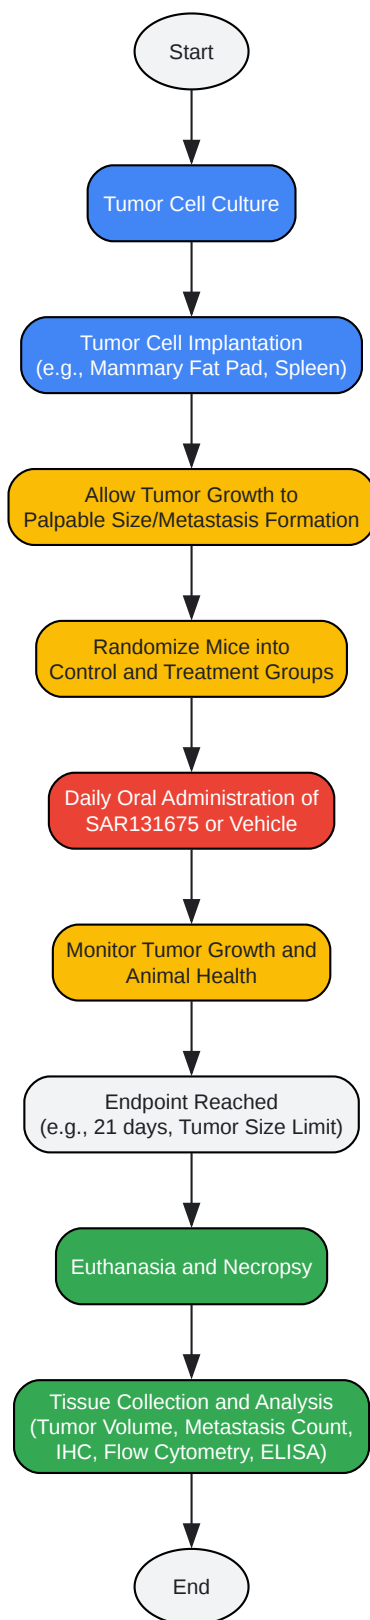 Start
Tumor Cell Culture
Tumor Cell Implantation
(e.g., Mammary Fat Pad, Spleen)
Allow Tumor Growth to
Palpable Size/Metastasis Formation
Randomize Mice into
Control and Treatment Groups
Daily Oral Administration of
SAR131675 or Vehicle
Monitor Tumor Growth and
Animal Health
Endpoint Reached
(e.g., 21 days, Tumor Size Limit)
Euthanasia and Necropsy
Tissue Collection and Analysis
(Tumor Volume, Metastasis Count,
IHC, Flow Cytometry, ELISA)
End